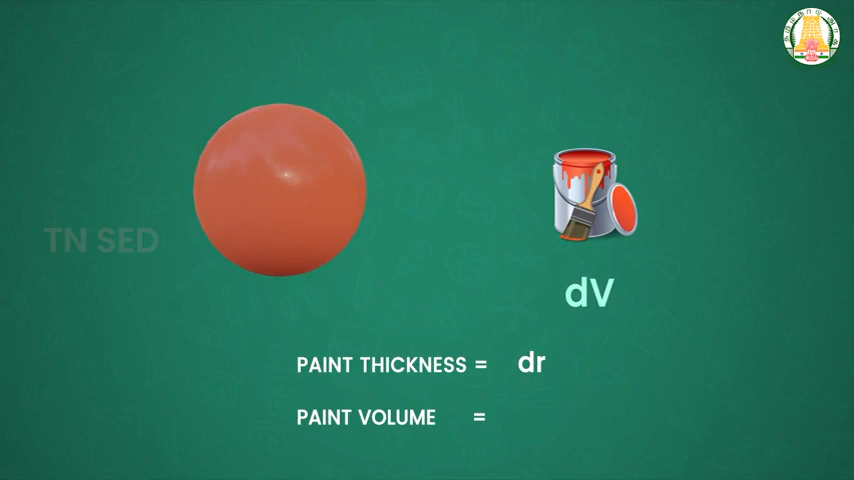 TN SED
dV
PAINT THICKNESS = dr
PAINT VOLUME =